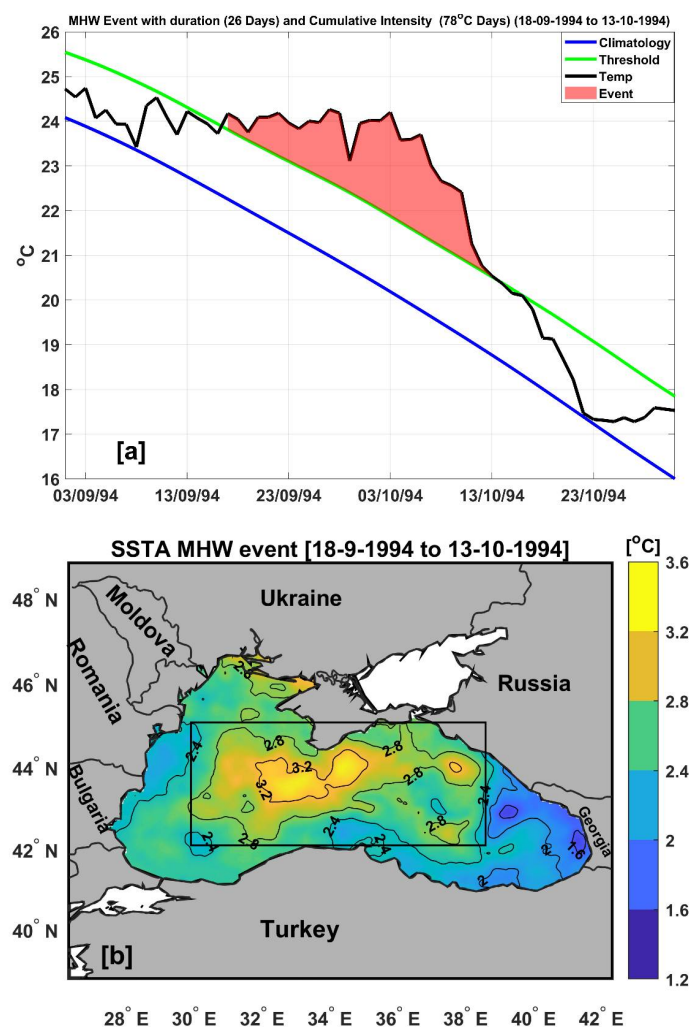 MHW Event with duration (26 Days) and Cumulative Intensity (78°C Days) (18-09-1994 to 13-10-1994)
26
25
24
23
22
21
20
19
18
17
16
°C
Climatology
Threshold
Temp
Event
[a]
03/09/94 13/09/94 23/09/94 03/10/94 13/10/94 23/10/94
SSTA MHW event [18-9-1994 to 13-10-1994]
[°C]
48° N
46° N
44° N
42° N
40° N
Moldova
Ukraine
Romania
Russia
Bulgaria
Georgia
Turkey
2.8
2.4
2.8
2.8
3.2
2.8
3.2
2.4
2.8
2.4
2.4
2.8
2.4
2
1.6
2
[b]
3.6
3.2
2.8
2.4
2
1.6
1.2
28° E 30° E 32° E 34° E 36° E 38° E 40° E 42° E